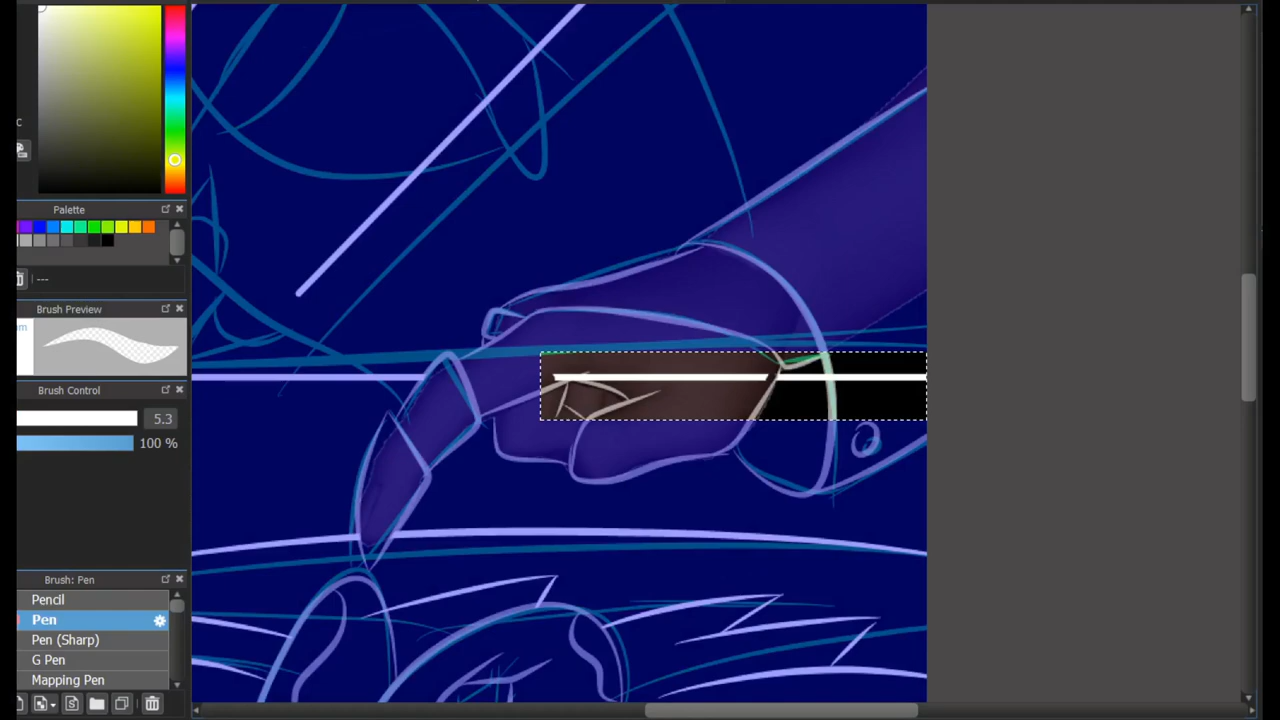 c
Palette
---
Brush Preview
m
Brush Control
5.3
100 %
Brush: Pen
Pencil
Pen
Pen (Sharp)
G Pen
Mapping Pen